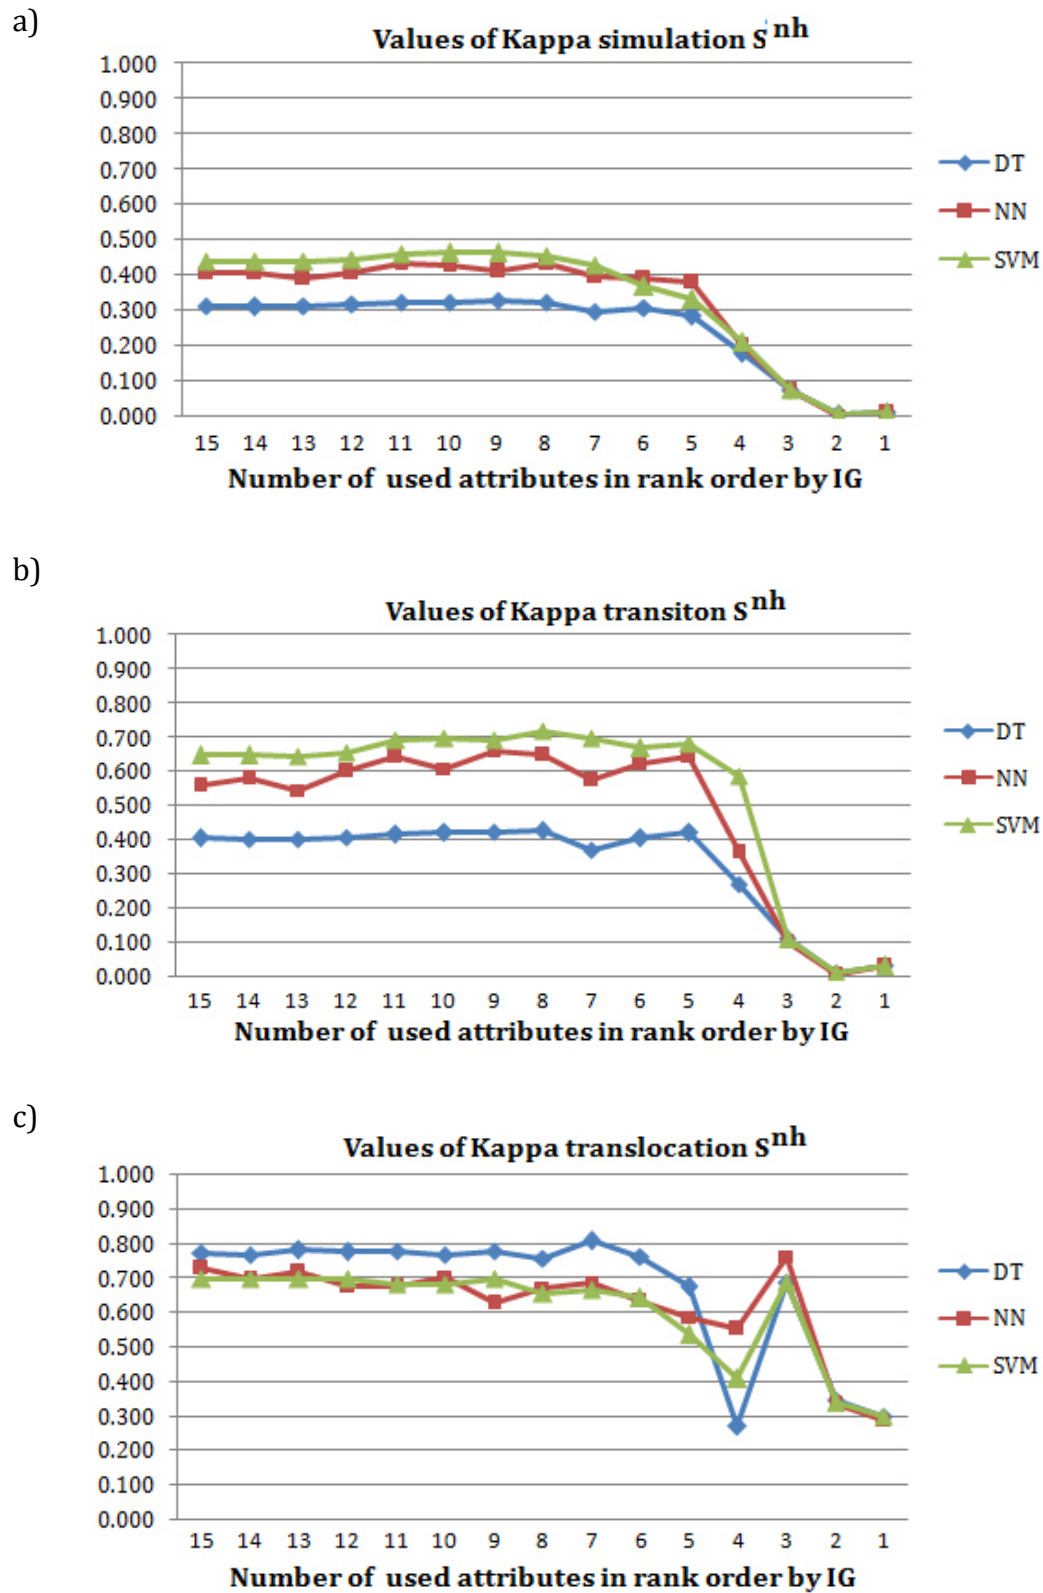 a)
Values of Kappa simulation S nh
1.000
0.900
0.800
0.700
0.600
0.500
0.400
0.300
0.200
0.100
0.000
DT
NN
SVM
15 14 13 12 11 10 9 8 7 6 5 4 3 2 1
Number of used attributes in rank order by IG
b)
Values of Kappa transiton S nh
1.000
0.900
0.800
0.700
0.600
0.500
0.400
0.300
0.200
0.100
0.000
DT
NN
SVM
15 14 13 12 11 10 9 8 7 6 5 4 3 2 1
Number of used attributes in rank order by IG
c)
Values of Kappa translocation S nh
1.000
0.900
0.800
0.700
0.600
0.500
0.400
0.300
0.200
0.100
0.000
DT
NN
SVM
15 14 13 12 11 10 9 8 7 6 5 4 3 2 1
Number of used attributes in rank order by IG